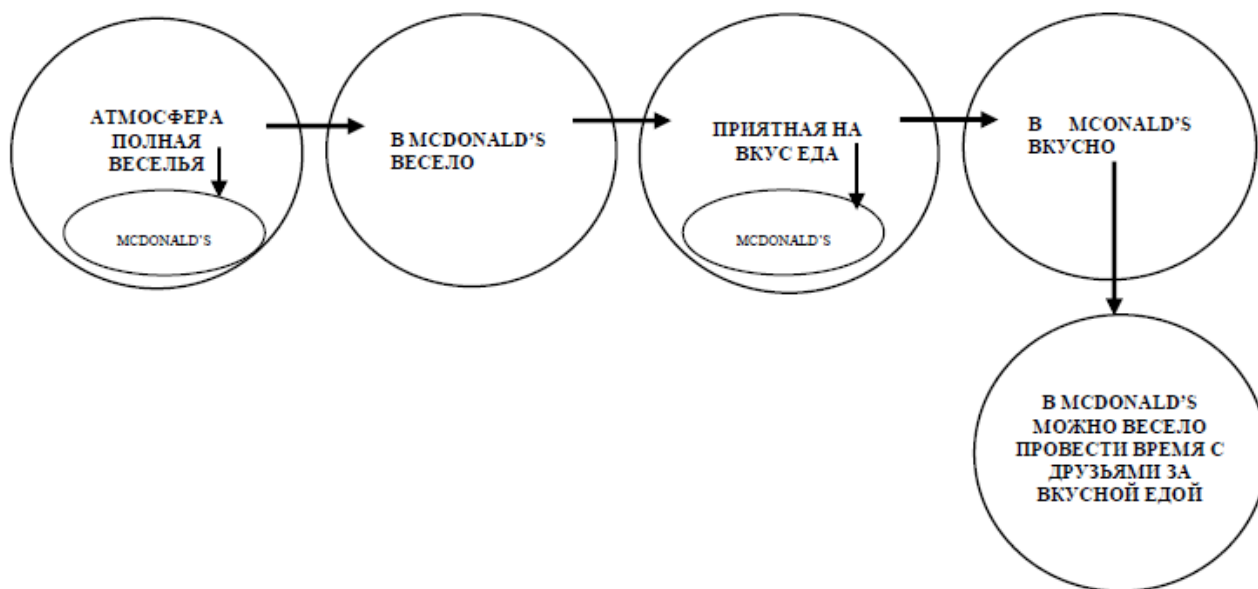 АТМОСФЕРА
ПОЛНАЯ
ВЕСЕЛЬЯ
MCDONALD'S
В MCDONALD'S
ВЕСЕЛО
ПРИЯТНАЯ НА
ВКУС ЕДА
MCDONALD'S
В MCONALD'S
ВКУСНО
В MCDONALD'S
МОЖНО ВЕСЕЛО
ПРОВЕСТИ ВРЕМЯ С
ДРУЗЬЯМИ ЗА
ВКУСНОЙ ЕДОЙ